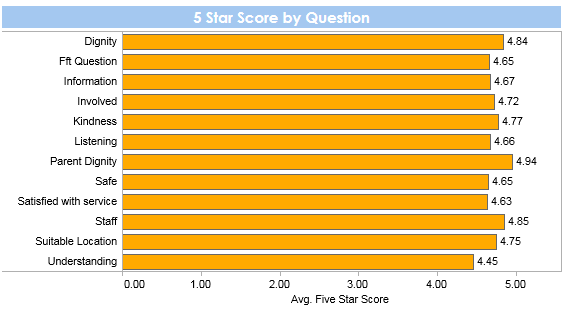 5 Star Score by Question
Dignity 4.84
Fft Question 4.65
Information 4.67
Involved 4.72
Kindness 4.77
Listening 4.66
Parent Dignity 4.94
Safe 4.65
Satisfied with service 4.63
Staff 4.85
Suitable Location 4.75
Understanding 4.45
0.00 1.00 2.00 3.00 4.00 5.00
Avg. Five Star Score